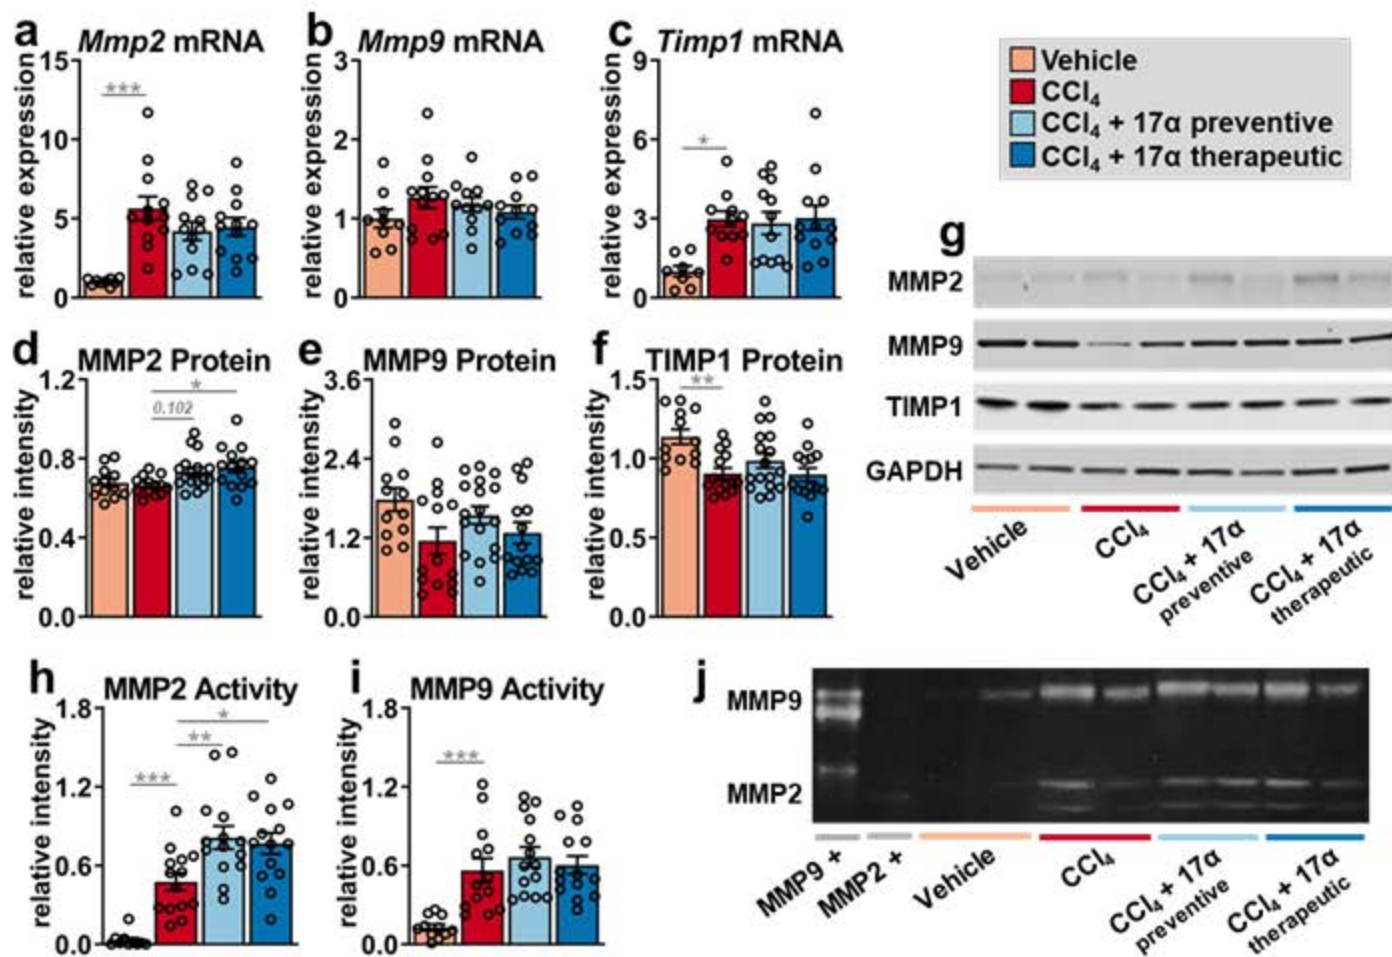 a
Mmp2 mRNA
relative expression
15
10
5
0
***
b
Mmp9 mRNA
relative expression
3
2
1
0
c
Timp1 mRNA
relative expression
9
6
3
0
*
Vehicle
CCl₄
CCl₄ + 17α preventive
CCl₄ + 17α therapeutic
d
MMP2 Protein
relative intensity
1.2
0.8
0.4
0.0
*
0.102
e
MMP9 Protein
relative intensity
3.6
2.4
1.2
0.0
f
TIMP1 Protein
relative intensity
1.5
1.0
0.5
0.0
**
g
MMP2
MMP9
TIMP1
GAPDH
Vehicle
CCl₄
CCl₄ + 17α
preventive
CCl₄ + 17α
therapeutic
h
MMP2 Activity
relative intensity
1.8
1.2
0.6
0.0
*
**
***
i
MMP9 Activity
relative intensity
1.8
1.2
0.6
0.0
***
j
MMP9
MMP2
MMP9 +
MMP2 +
Vehicle
CCl₄
CCl₄ + 17α
preventive
CCl₄ + 17α
therapeutic